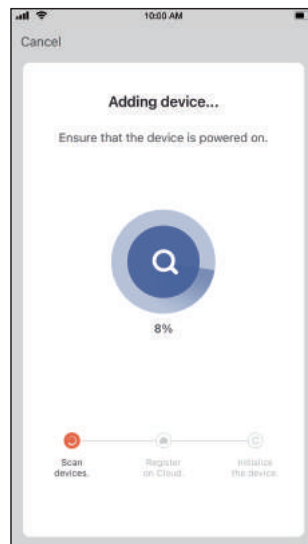 10:00 AM
Cancel
Adding device...
Ensure that the device is powered on.
8%
Scan
devices.
Register
on Cloud.
Initialize
the device.